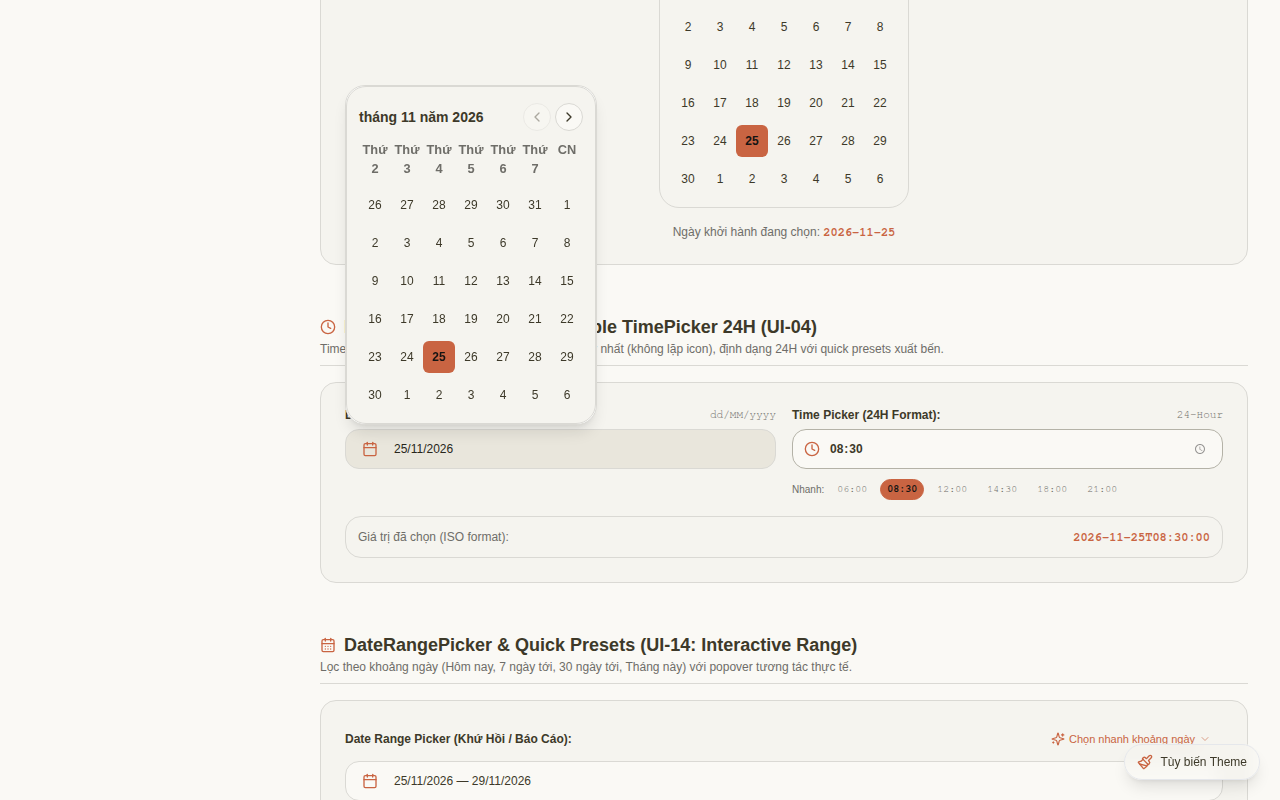 2 3 4 5 6 7 8
9 10 11 12 13 14 15
16 17 18 19 20 21 22
23 24 25 26 27 28 29
30 1 2 3 4 5 6
Ngày khởi hành đang chọn: 2026-11-25
tháng 11 năm 2026
Thứ 2 Thứ 3 Thứ 4 Thứ 5 Thứ 6 Thứ 7 CN
26 27 28 29 30 31 1
2 3 4 5 6 7 8
9 10 11 12 13 14 15
16 17 18 19 20 21 22
23 24 25 26 27 28 29
30 1 2 3 4 5 6
TimePicker 24H (UI-04)
Time nhất (không lặp icon), định dạng 24H với quick presets xuất bến.
dd/MM/yyyy
25/11/2026
Time Picker (24H Format): 24-Hour
08:30
Nhanh: 06:00 08:30 12:00 14:30 18:00 21:00
Giá trị đã chọn (ISO format): 2026-11-25T08:30:00
DateRangePicker & Quick Presets (UI-14: Interactive Range)
Lọc theo khoảng ngày (Hôm nay, 7 ngày tới, 30 ngày tới, Tháng này) với popover tương tác thực tế.
Date Range Picker (Khứ Hồi / Báo Cáo): Chọn nhanh khoảng ngày
25/11/2026 — 29/11/2026
Tùy biến Theme